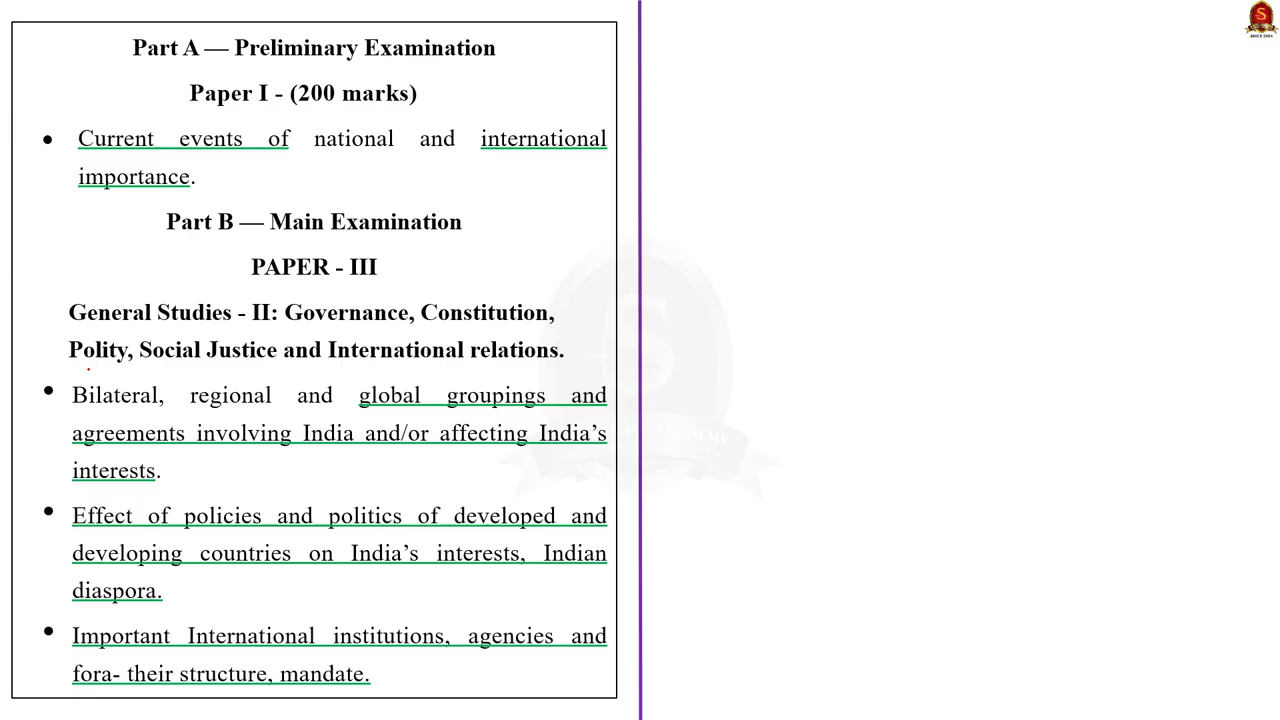 Part A — Preliminary Examination
Paper I - (200 marks)
• Current events of national and international
importance.
Part B — Main Examination
PAPER - III
General Studies - II: Governance, Constitution,
Polity, Social Justice and International relations.
• Bilateral, regional and global groupings and
agreements involving India and/or affecting India’s
interests.
• Effect of policies and politics of developed and
developing countries on India’s interests, Indian
diaspora.
• Important International institutions, agencies and
fora- their structure, mandate.
S
SINCE 2004